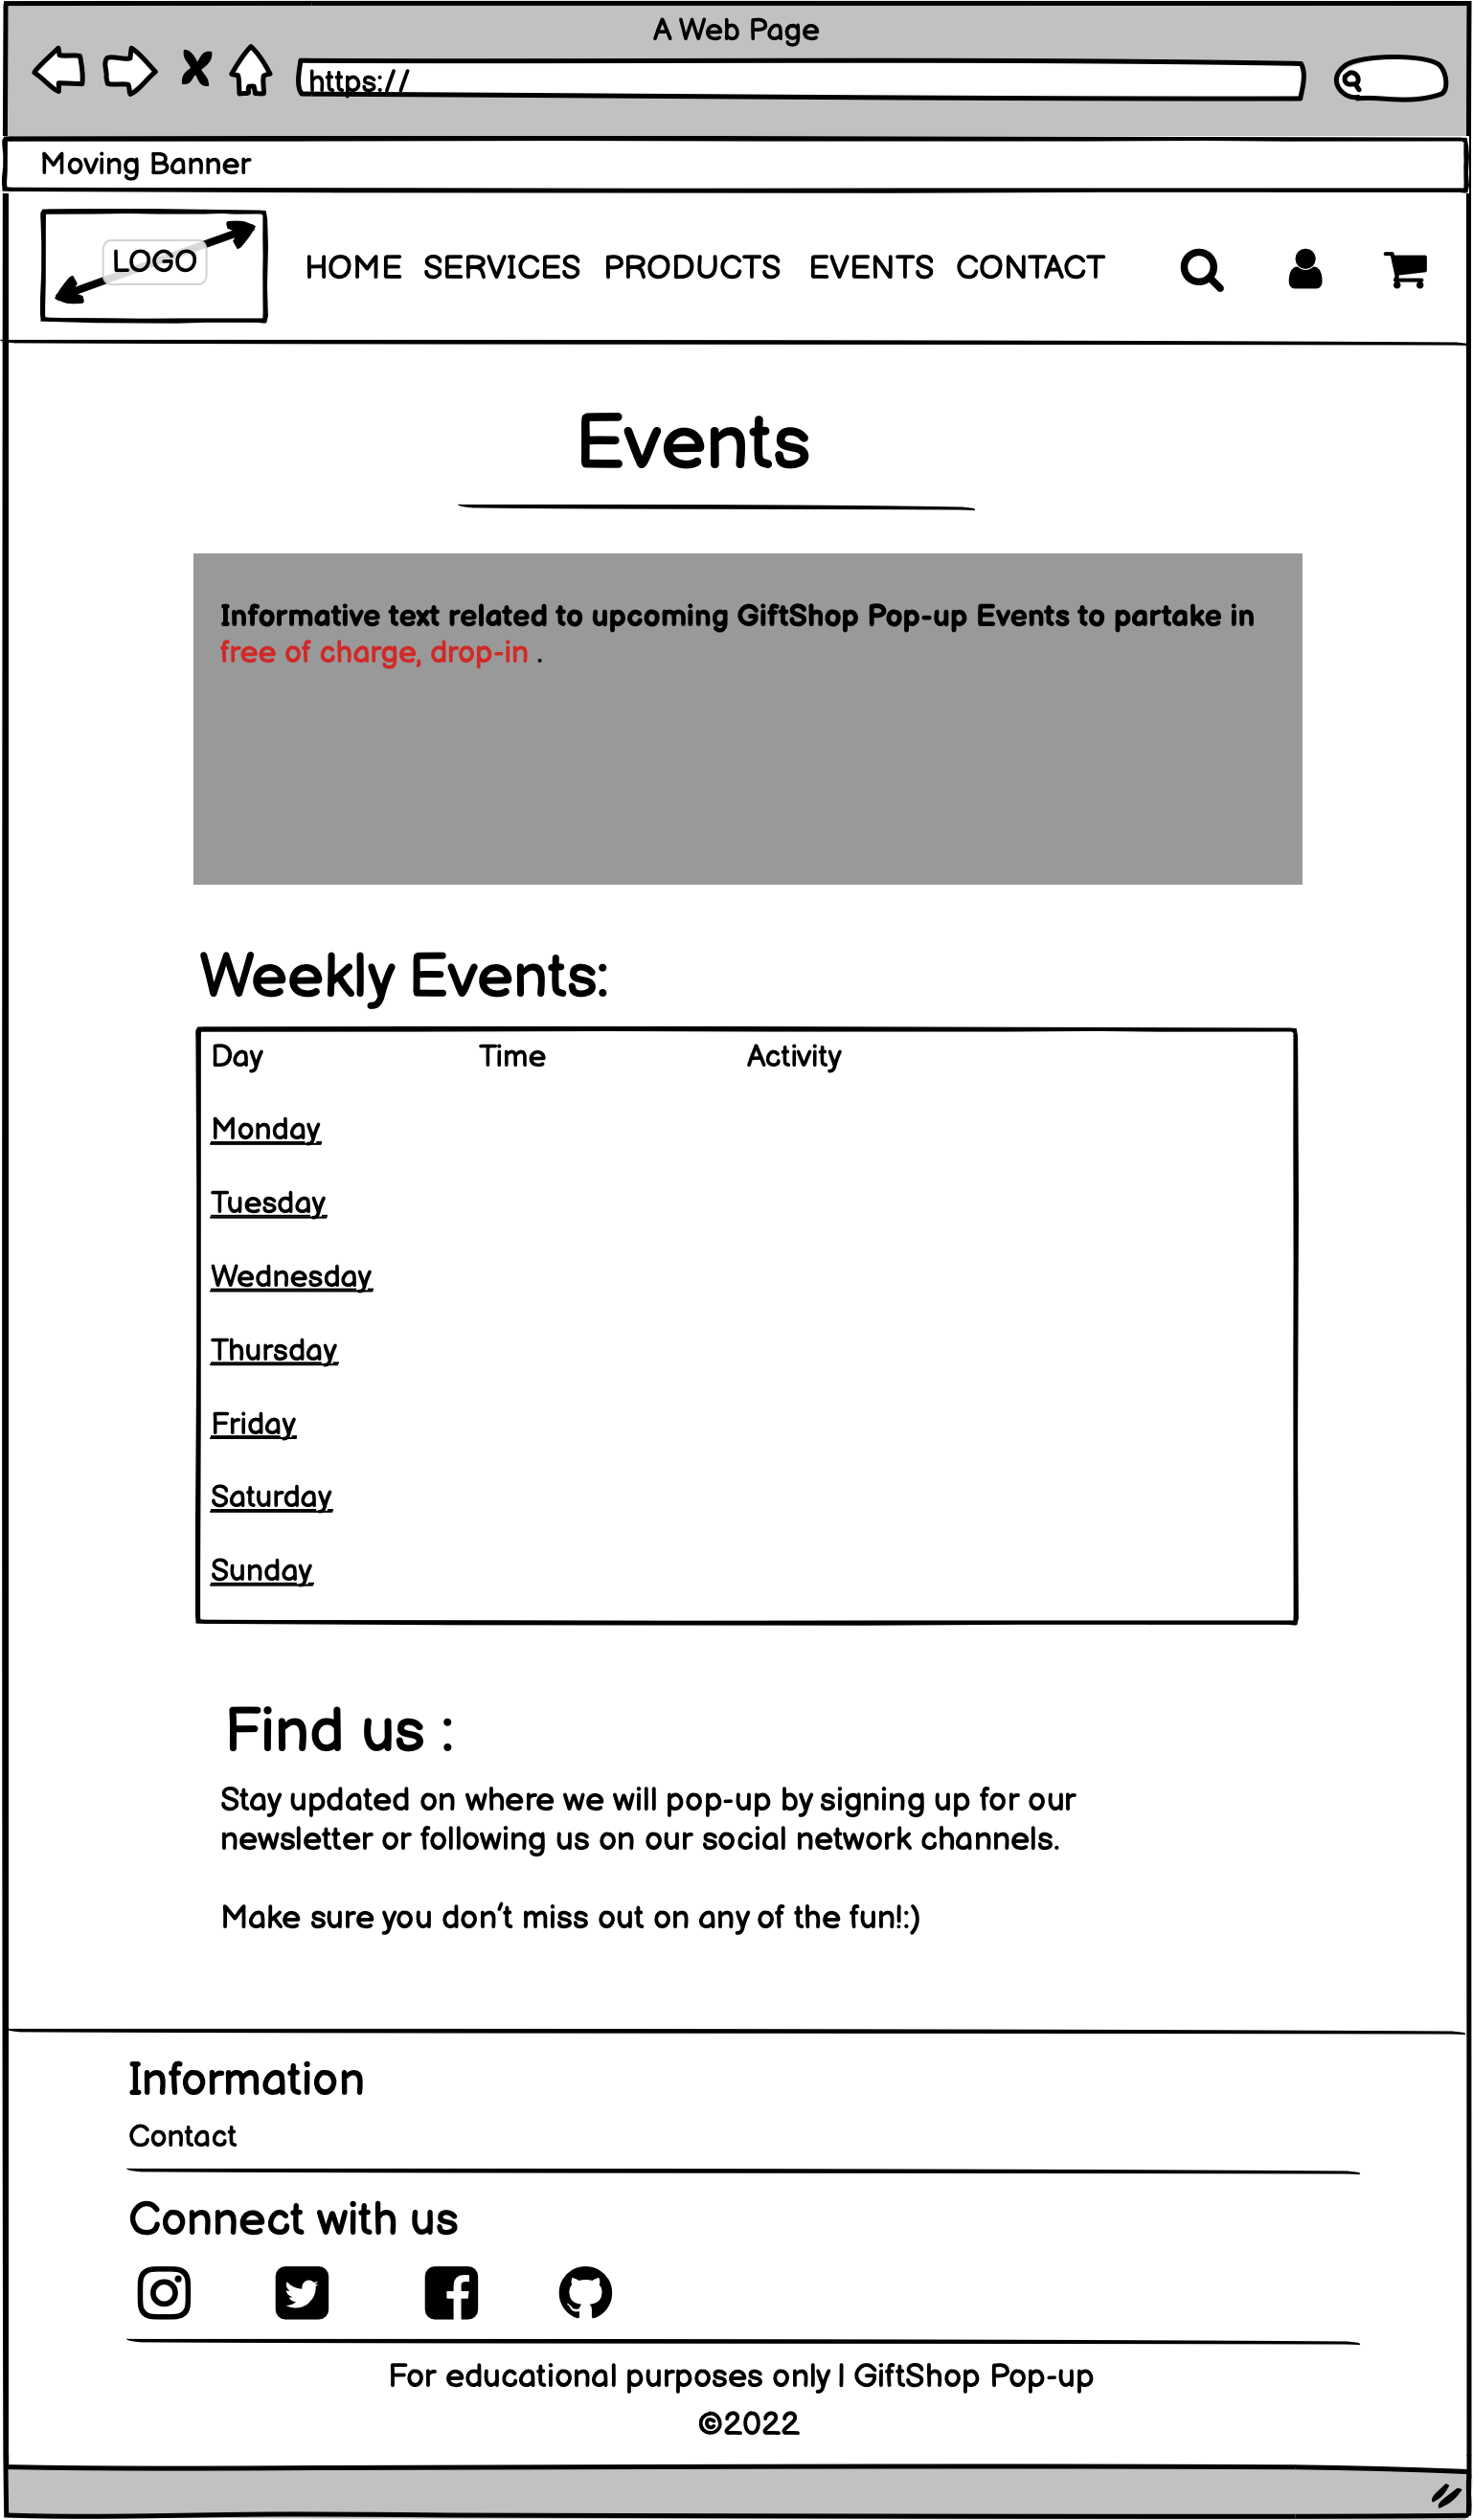 A Web Page
https://
Moving Banner
LOGO
HOME SERVICES PRODUCTS EVENTS CONTACT
Events
Informative text related to upcoming GiftShop Pop-up Events to partake in
free of charge, drop-in .
Weekly Events:
Day Time Activity
Monday
Tuesday
Wednesday
Thursday
Friday
Saturday
Sunday
Find us :
Stay updated on where we will pop-up by signing up for our
newsletter or following us on our social network channels.
Make sure you don't miss out on any of the fun!:)
Information
Contact
Connect with us
For educational purposes only | GiftShop Pop-up
©2022